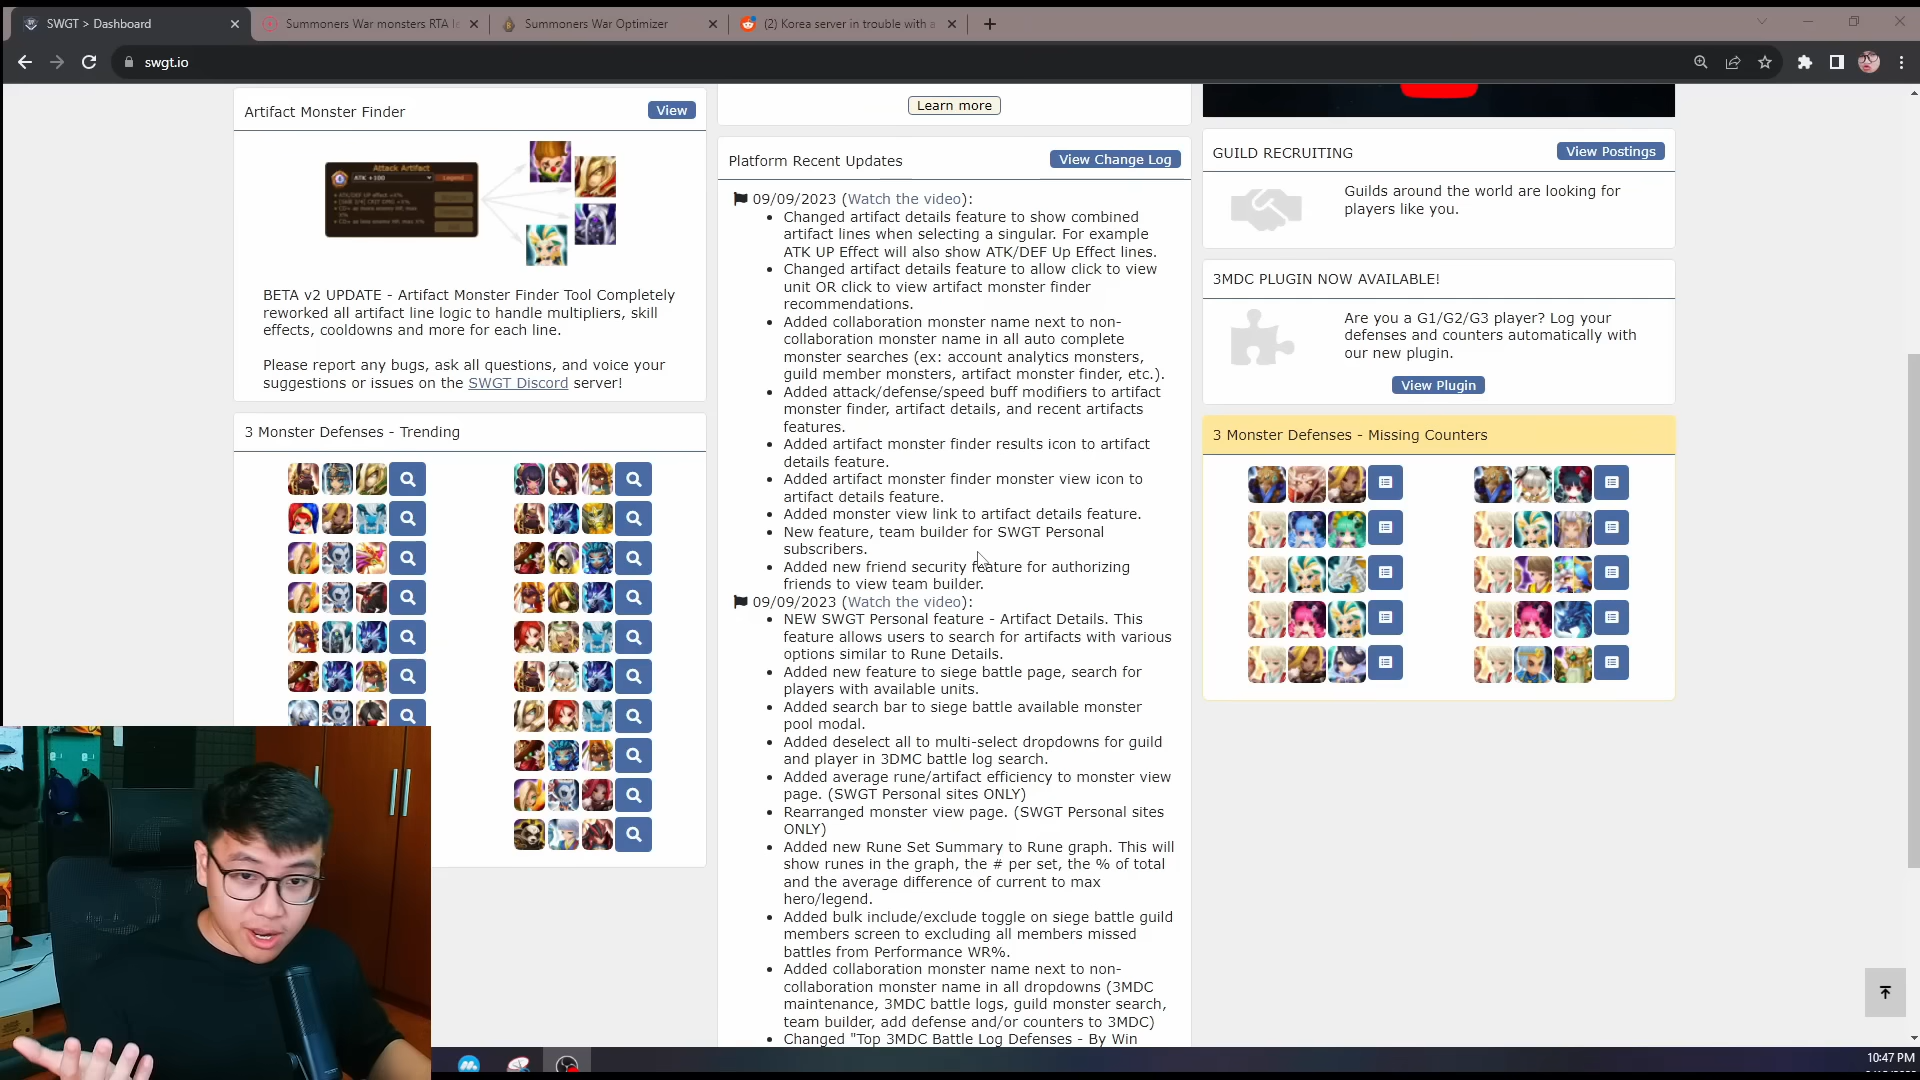 SWGT > Dashboard
Summoners War monsters RTA l
Summoners War Optimizer
(2) Korea server in trouble with a
swgt.io
Artifact Monster Finder
View
Attack Artifact
ATK +100
BETA v2 UPDATE - Artifact Monster Finder Tool Completely
reworked all artifact line logic to handle multipliers, skill
effects, cooldowns and more for each line.
Please report any bugs, ask all questions, and voice your
suggestions or issues on the SWGT Discord server!
3 Monster Defenses - Trending
Learn more
Platform Recent Updates
View Change Log
09/09/2023 (Watch the video):
• Changed artifact details feature to show combined
artifact lines when selecting a singular. For example
ATK UP Effect will also show ATK/DEF Up Effect lines.
• Changed artifact details feature to allow click to view
unit OR click to view artifact monster finder
recommendations.
• Added collaboration monster name next to non-
collaboration monster name in all auto complete
monster searches (ex: account analytics monsters,
guild member monsters, artifact monster finder, etc.).
• Added attack/defense/speed buff modifiers to artifact
monster finder, artifact details, and recent artifacts
features.
• Added artifact monster finder results icon to artifact
details feature.
• Added artifact monster finder monster view icon to
artifact details feature.
• Added monster view link to artifact details feature.
• New feature, team builder for SWGT Personal
subscribers.
• Added new friend security feature for authorizing
friends to view team builder.
09/09/2023 (Watch the video):
• NEW SWGT Personal feature - Artifact Details. This
feature allows users to search for artifacts with various
options similar to Rune Details.
• Added new feature to siege battle page, search for
players with available units.
• Added search bar to siege battle available monster
pool modal.
• Added deselect all to multi-select dropdowns for guild
and player in 3DMC battle log search.
• Added average rune/artifact efficiency to monster view
page. (SWGT Personal sites ONLY)
• Rearranged monster view page. (SWGT Personal sites
ONLY)
• Added new Rune Set Summary to Rune graph. This will
show runes in the graph, the # per set, the % of total
and the average difference of current to max
hero/legend.
• Added bulk include/exclude toggle on siege battle guild
members screen to excluding all members missed
battles from Performance WR%.
• Added collaboration monster name next to non-
collaboration monster name in all dropdowns (3MDC
maintenance, 3MDC battle logs, guild monster search,
team builder, add defense and/or counters to 3MDC)
• Changed "Top 3MDC Battle Log Defenses - By Win
GUILD RECRUITING
View Postings
Guilds around the world are looking for
players like you.
3MDC PLUGIN NOW AVAILABLE!
Are you a G1/G2/G3 player? Log your
defenses and counters automatically with
our new plugin.
View Plugin
3 Monster Defenses - Missing Counters
10:47 PM